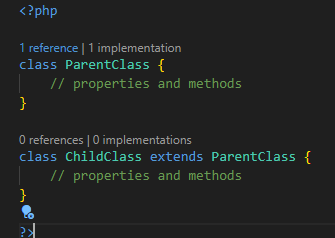 <?php
1 reference | 1 implementation
class ParentClass {
// properties and methods
}
0 references | 0 implementations
class ChildClass extends ParentClass {
// properties and methods
}
?>